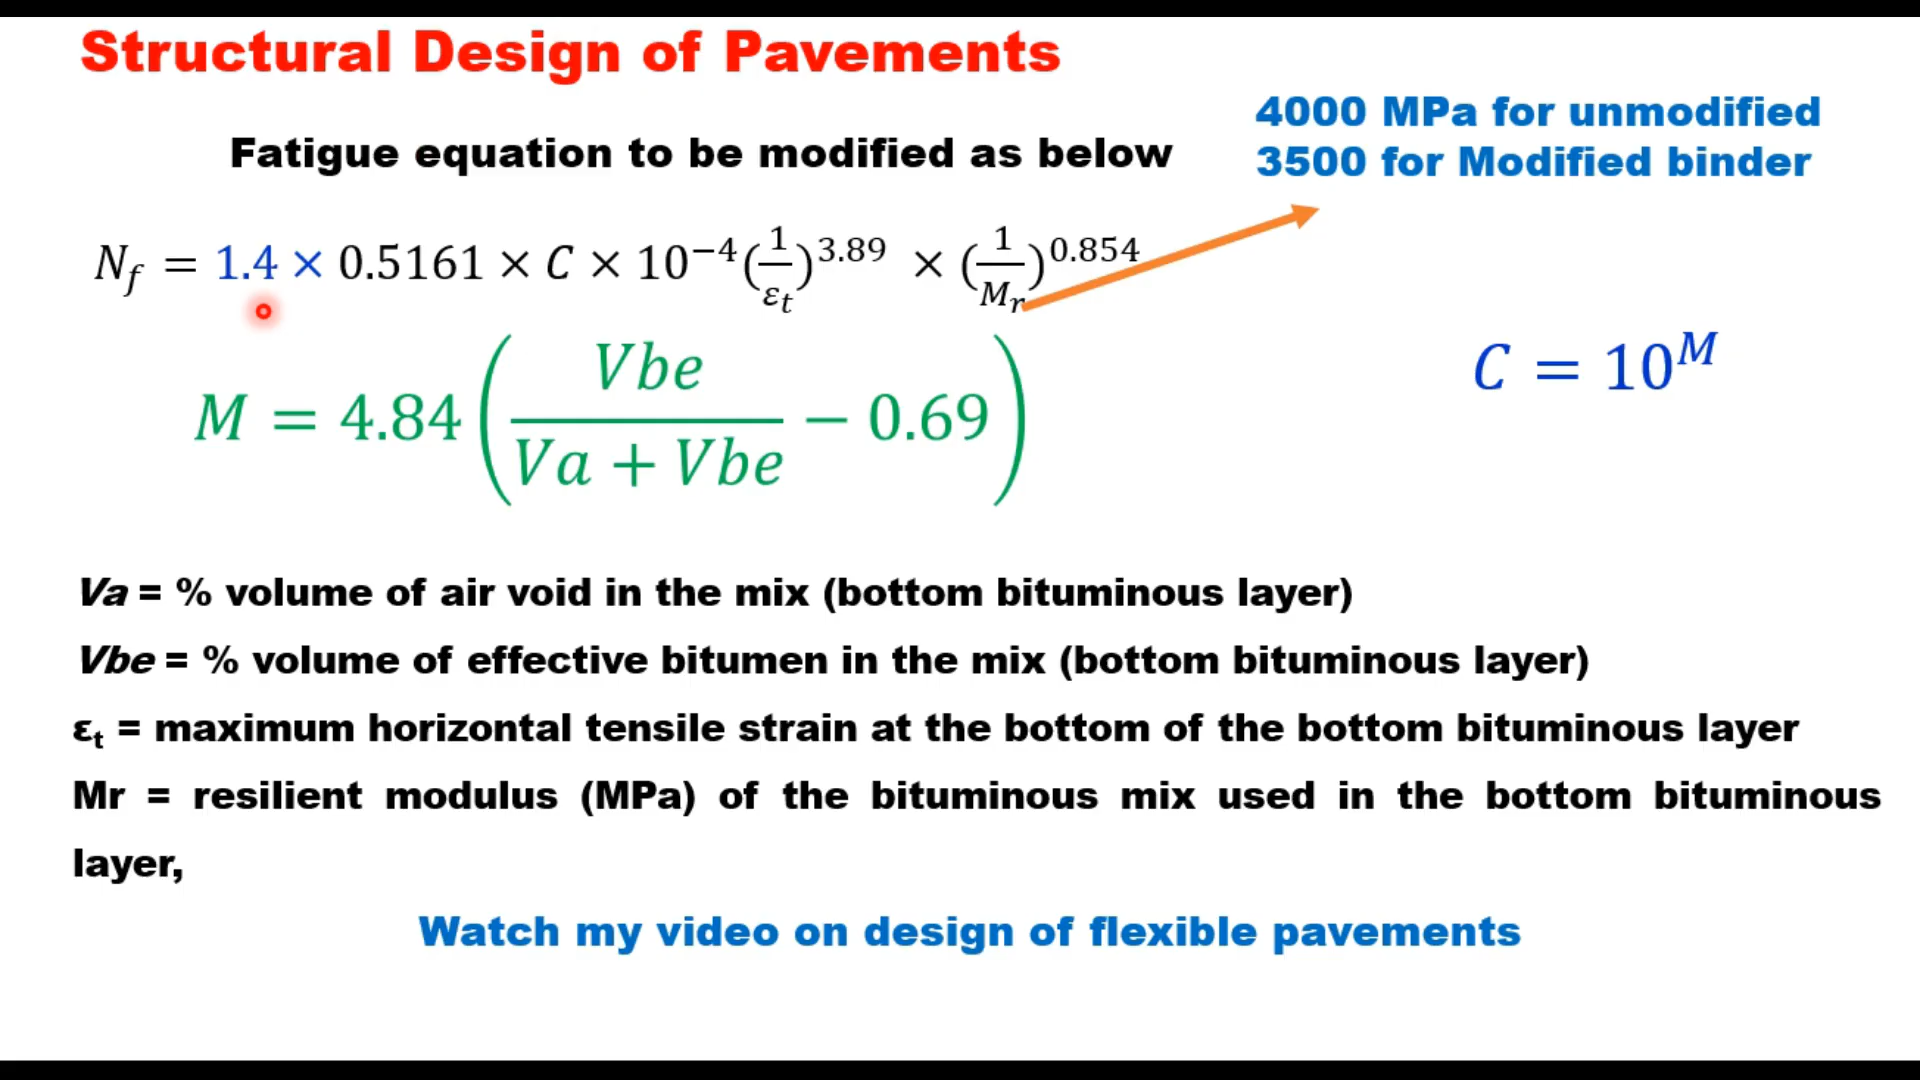 Structural Design of Pavements
4000 MPa for unmodified
3500 for Modified binder
Fatigue equation to be modified as below
N_f = 1.4 × 0.5161 × C × 10^{−4} (1/ε_t)^{3.89} × (1/M_r)^{0.854}
M = 4.84 (Vbe/(Va + Vbe) − 0.69)
C = 10^M
Va = % volume of air void in the mix (bottom bituminous layer)
Vbe = % volume of effective bitumen in the mix (bottom bituminous layer)
ε_t = maximum horizontal tensile strain at the bottom of the bottom bituminous layer
Mr = resilient modulus (MPa) of the bituminous mix used in the bottom bituminous
layer,
Watch my video on design of flexible pavements